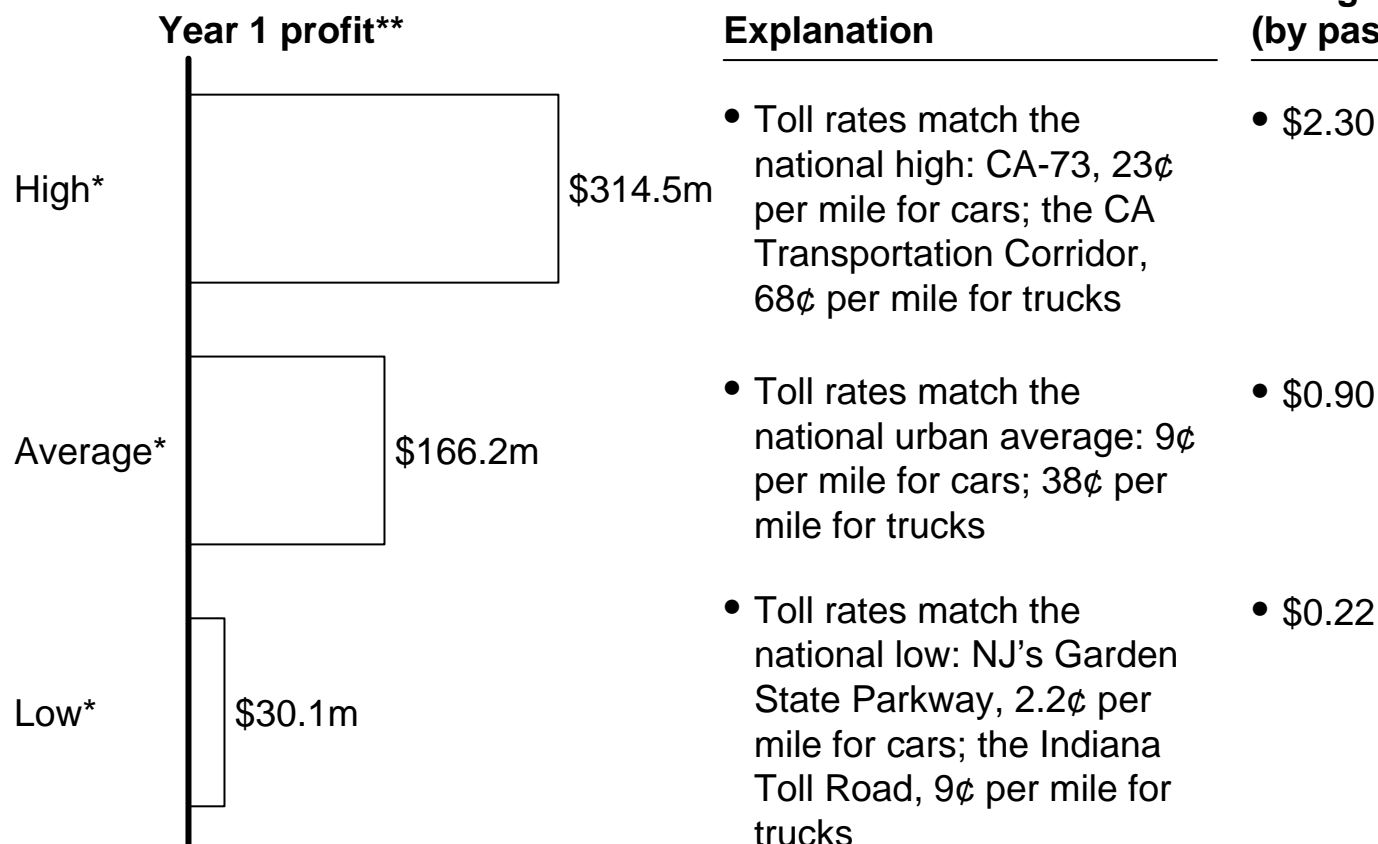 Year 1 profit**
Explanation
(by pas
High*
$314.5m
• Toll rates match the
national high: CA-73, 23¢
per mile for cars; the CA
Transportation Corridor,
68¢ per mile for trucks
• $2.30
Average*
$166.2m
• Toll rates match the
national urban average: 9¢
per mile for cars; 38¢ per
mile for trucks
• $0.90
Low*
$30.1m
• Toll rates match the
national low: NJ’s Garden
State Parkway, 2.2¢ per
mile for cars; the Indiana
Toll Road, 9¢ per mile for
trucks
• $0.22